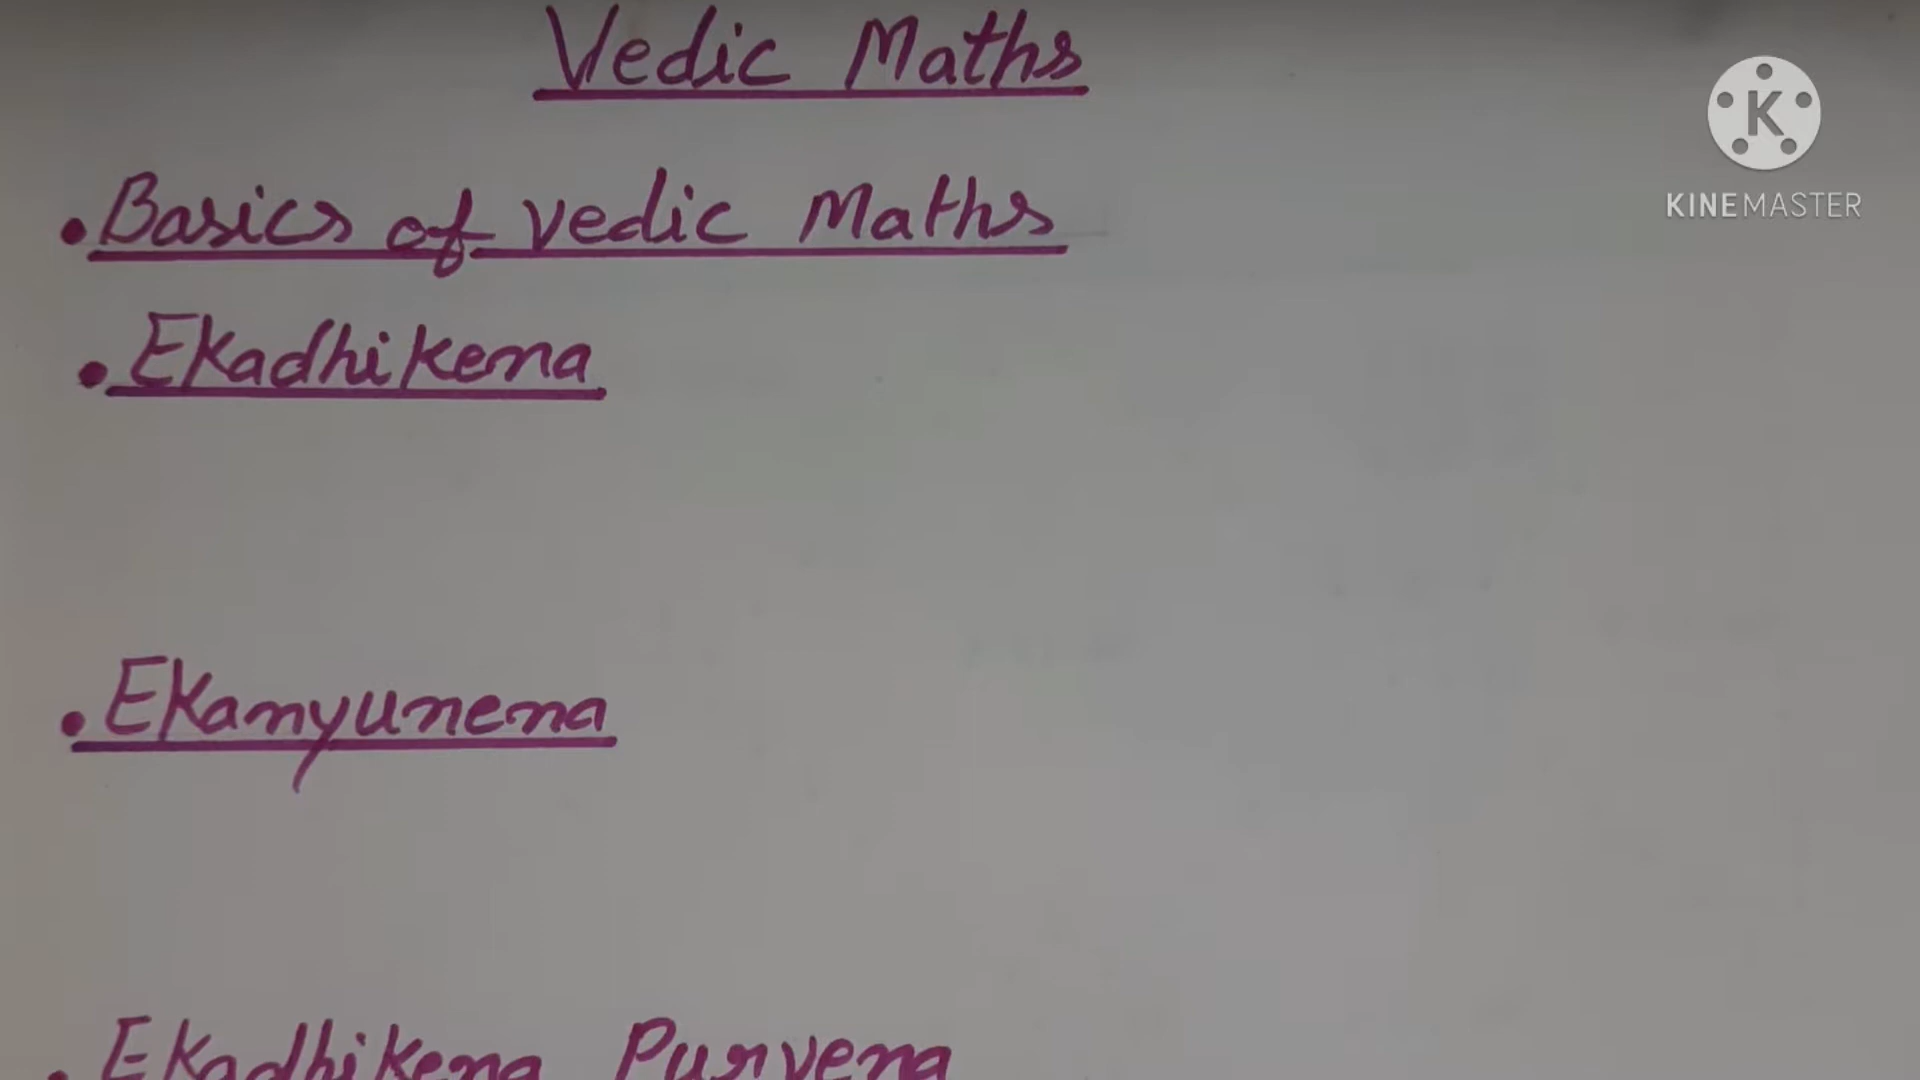 Vedic Maths
K
KINEMASTER
• Basics of vedic Maths
• Ekadhikena
• Ekanyunena
• Ekadhikena Purvena